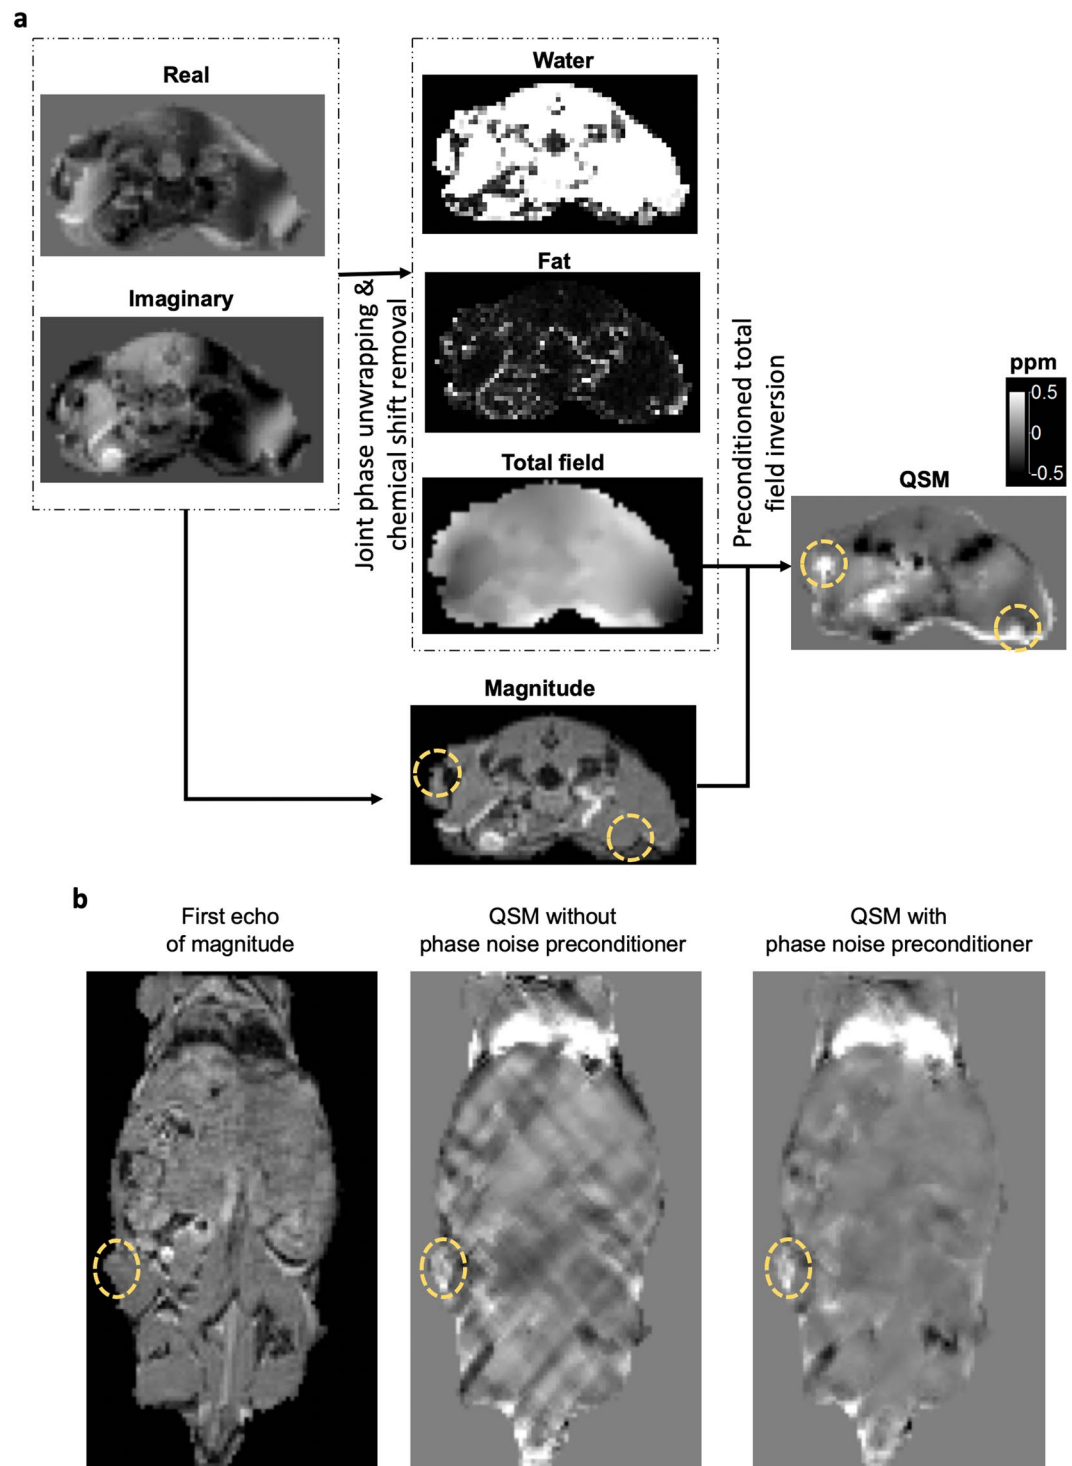 a
Real
Imaginary
Joint phase unwrapping &
chemical shift removal
Water
Fat
Total field
Magnitude
Preconditioned total
field inversion
ppm
0.5
0
-0.5
QSM
b
First echo
of magnitude
QSM without
phase noise preconditioner
QSM with
phase noise preconditioner